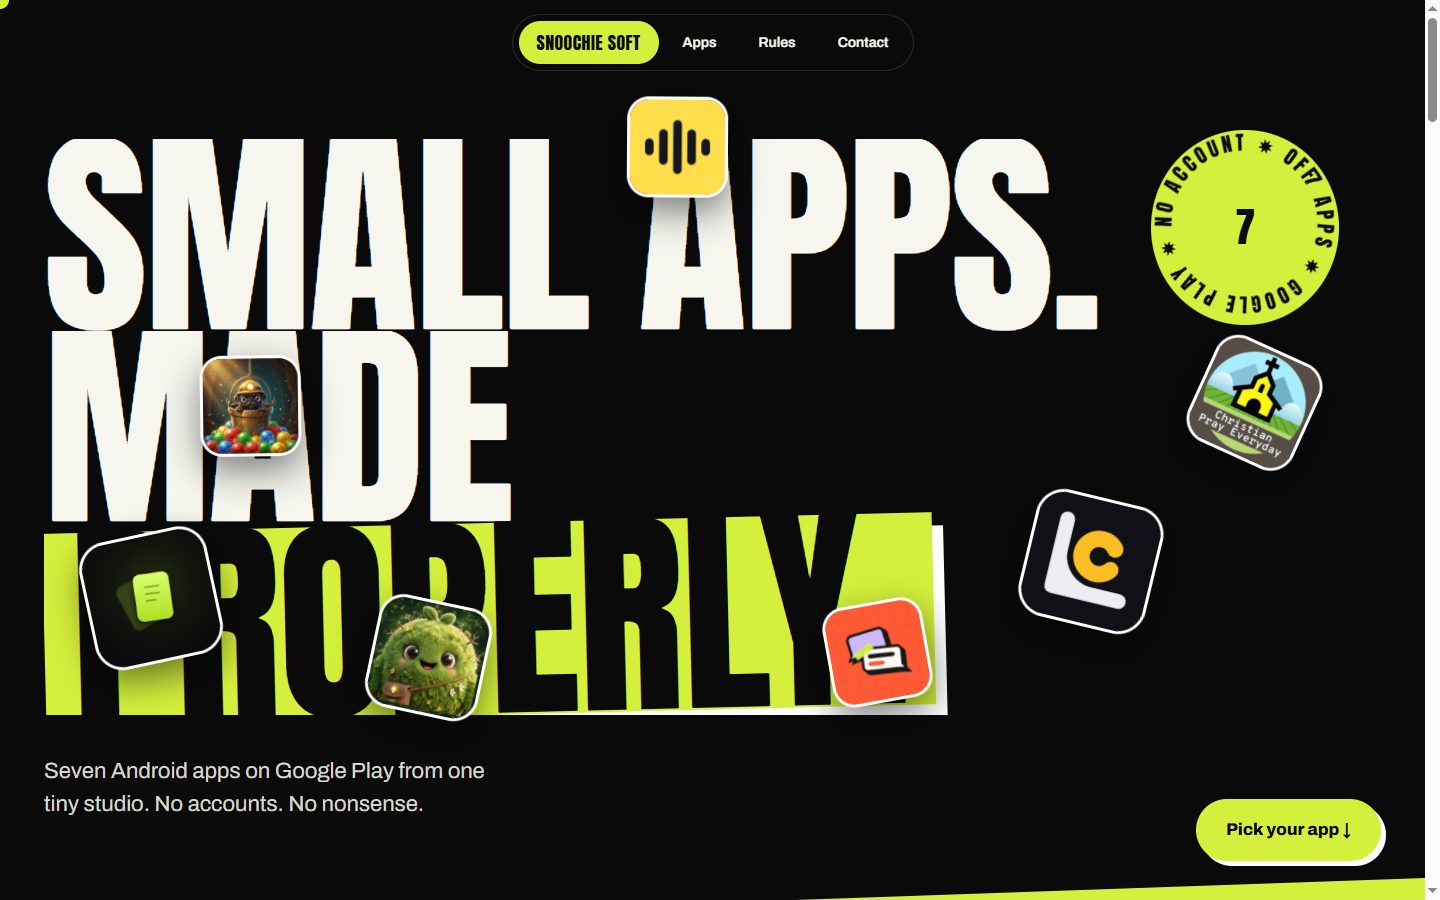 SNOOCHIE SOFT
Apps
Rules
Contact
SMALL APPS.
MADE
PROPERLY
NO ACCOUNT ✷ 7 APPS ✷ GOOGLE PLAY ✷
7
Christian
Pray Everyday
LC
Seven Android apps on Google Play from one
tiny studio. No accounts. No nonsense.
Pick your app ↓